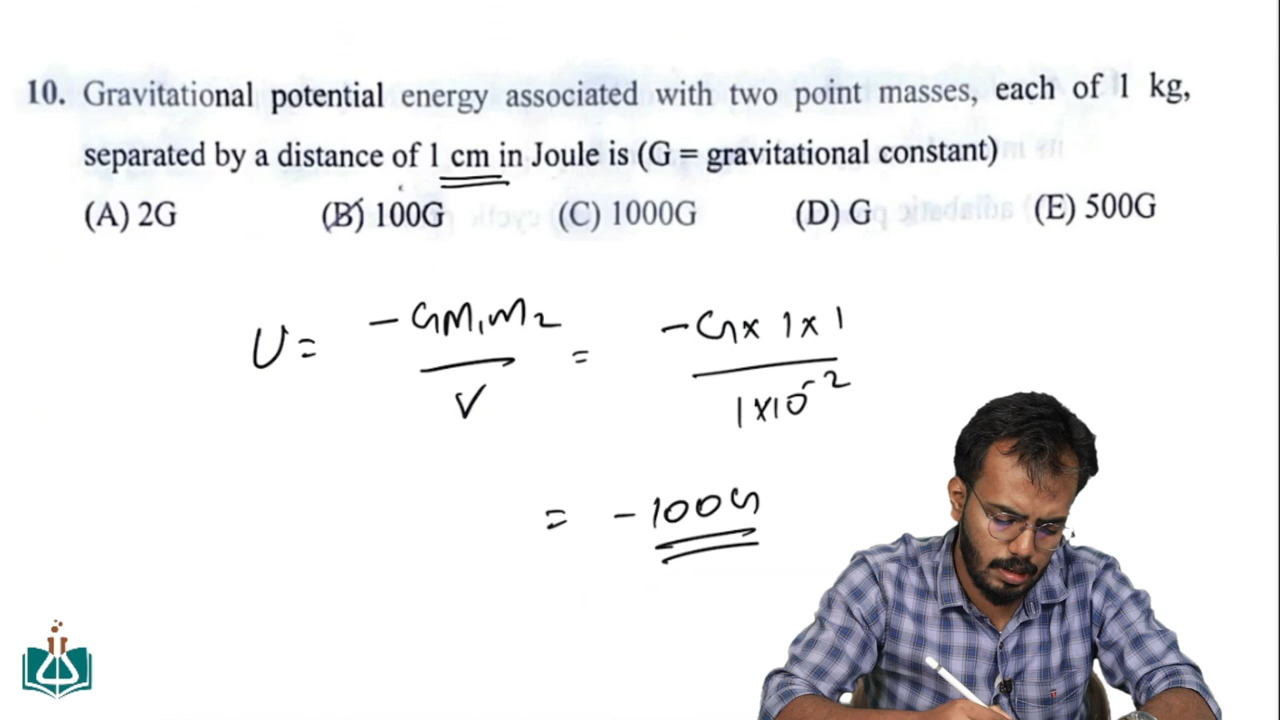 10. Gravitational potential energy associated with two point masses, each of 1 kg,
separated by a distance of 1 cm in Joule is (G = gravitational constant)
(A) 2G (B) 100G (C) 1000G (D) G (E) 500G
U = -GM1M2 / r = -G × 1 × 1 / 1×10^-2
= -100G